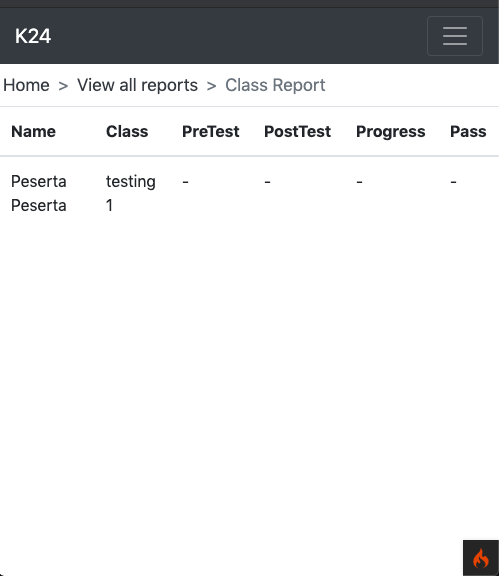 K24
Home > View all reports > Class Report
Name Class PreTest PostTest Progress Pass
Peserta testing - - - -
Peserta 1